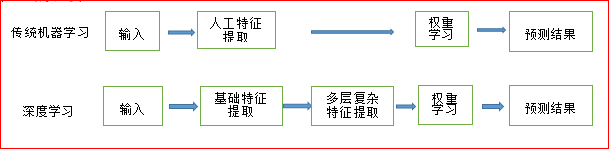 传统机器学习
输入
人工特征
提取
权重
学习
预测结果
深度学习
输入
基础特征
提取
多层复杂
特征提取
权重
学习
预测结果